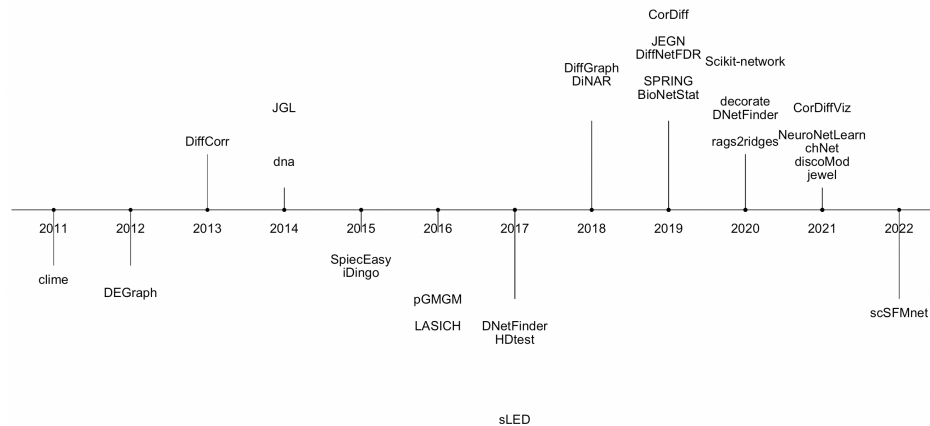 CorDiff
JEGN
DiffNetFDR
Scikit-network
DiffGraph
DiNAR
SPRING
BioNetStat
JGL
decorate
DNetFinder
CorDiffViz
DiffCorr
rags2ridges
NeuroNetLearn
chNet
discoMod
jewel
dna
2011 2012 2013 2014 2015 2016 2017 2018 2019 2020 2021 2022
clime
DEGraph
SpiecEasy
iDingo
pGMGM
LASICH
DNetFinder
HDtest
scSFMnet
sLED